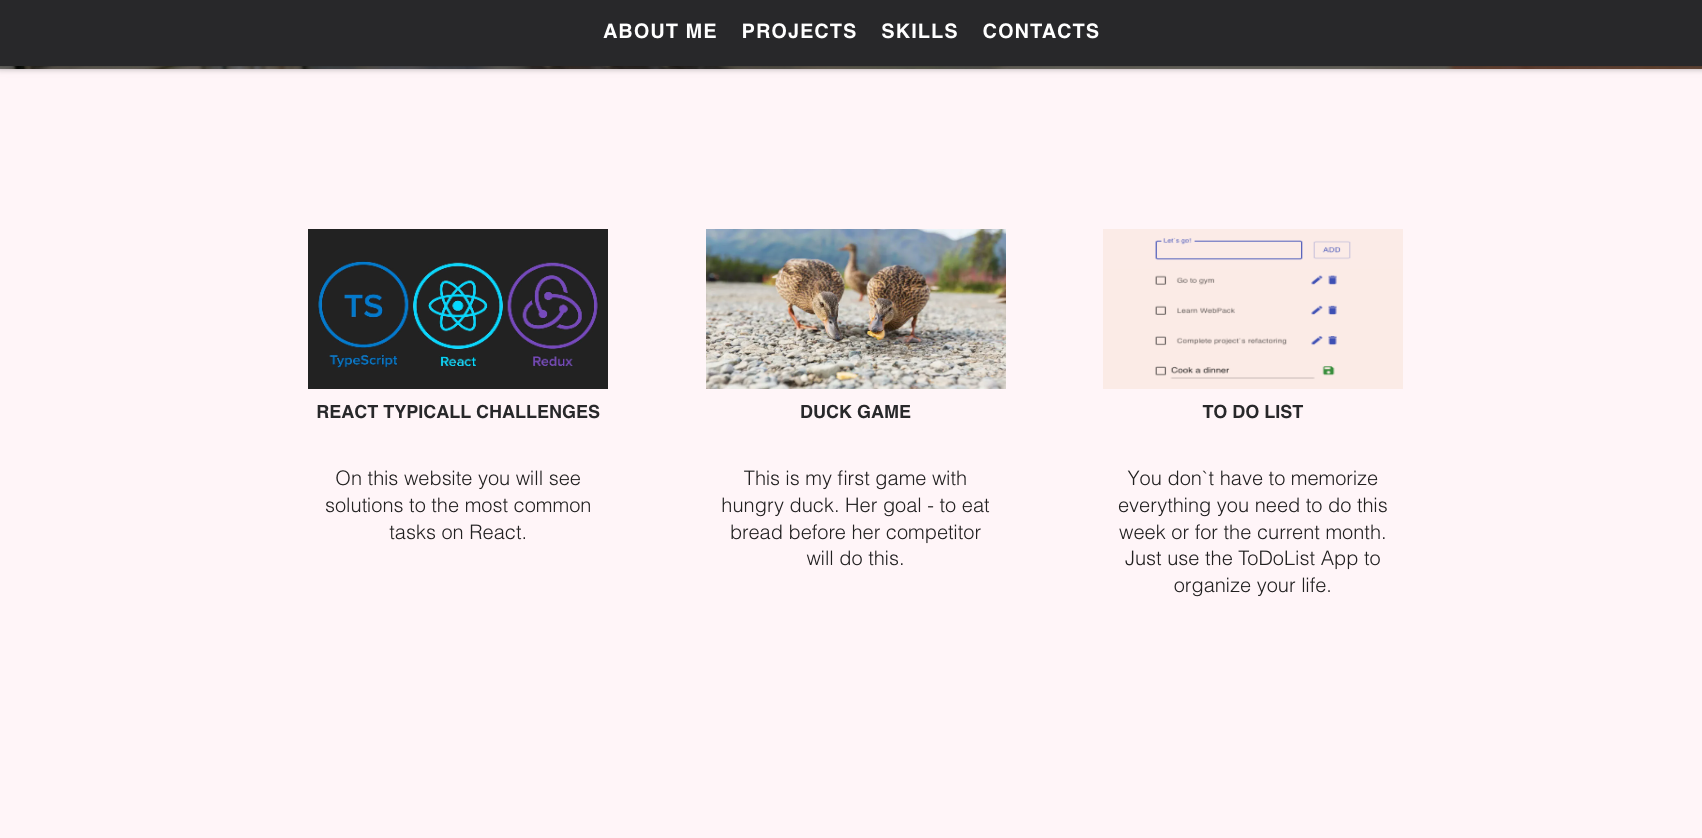 ABOUT ME PROJECTS SKILLS CONTACTS
TS
TypeScript React Redux
REACT TYPICALL CHALLENGES
On this website you will see
solutions to the most common
tasks on React.
DUCK GAME
This is my first game with
hungry duck. Her goal - to eat
bread before her competitor
will do this.
Let`s go!
ADD
Go to gym
Learn WebPack
Complete project`s refactoring
Cook a dinner
TO DO LIST
You don`t have to memorize
everything you need to do this
week or for the current month.
Just use the ToDoList App to
organize your life.